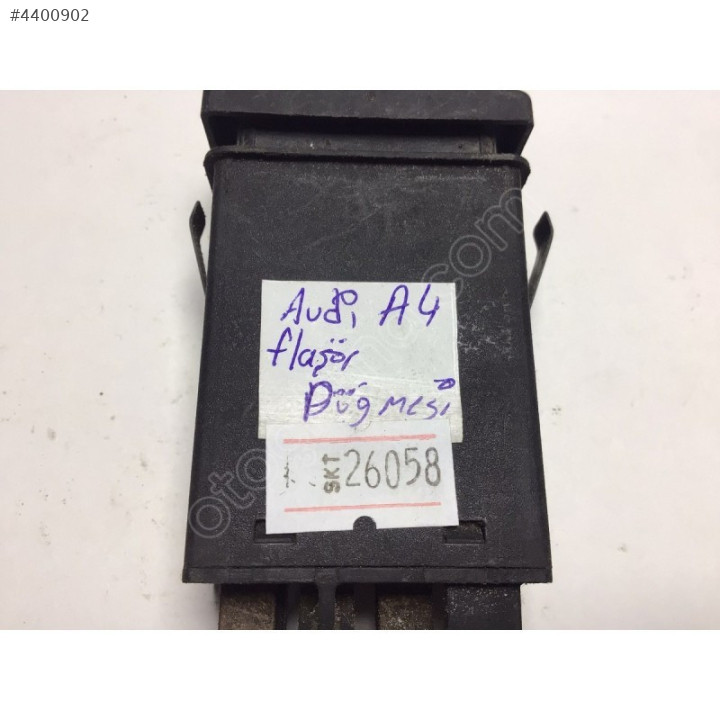 #4400902
Audi A4
flaşör
Düğmesi
SKT 26058